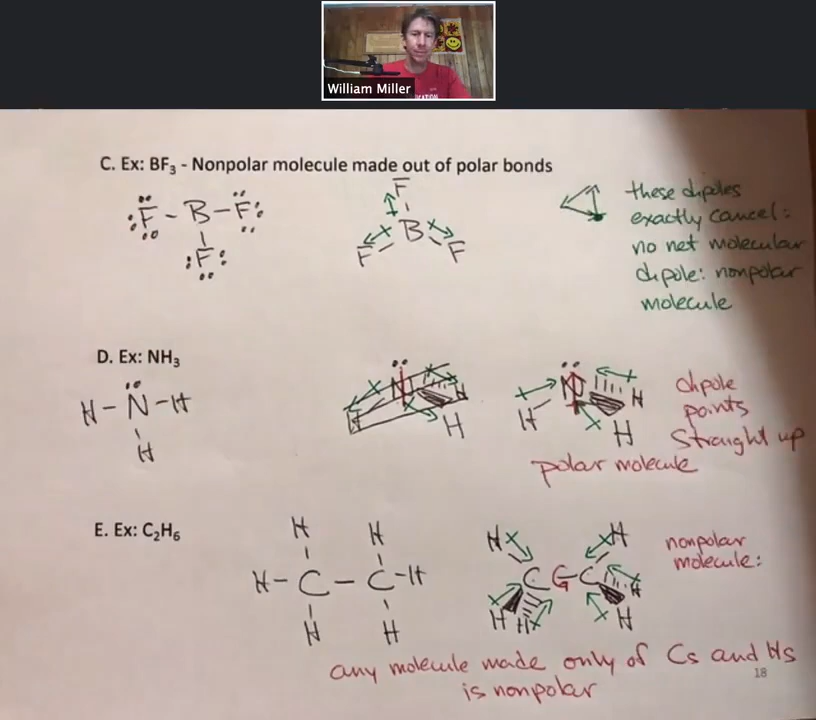 William Miller
C. Ex: BF₃ - Nonpolar molecule made out of polar bonds
F - B - F
F
F
B
F F
these dipoles
exactly cancel:
no net molecular
dipole: nonpolar
molecule
D. Ex: NH₃
H - N - H
H
N
H H
H
N
H H
H
dipole
points
straight up
polar molecule
E. Ex: C₂H₆
H H
H - C - C - H
H H
H H
C C
H H H H
nonpolar
molecule:
any molecule made only of Cs and Hs
is nonpolar
18